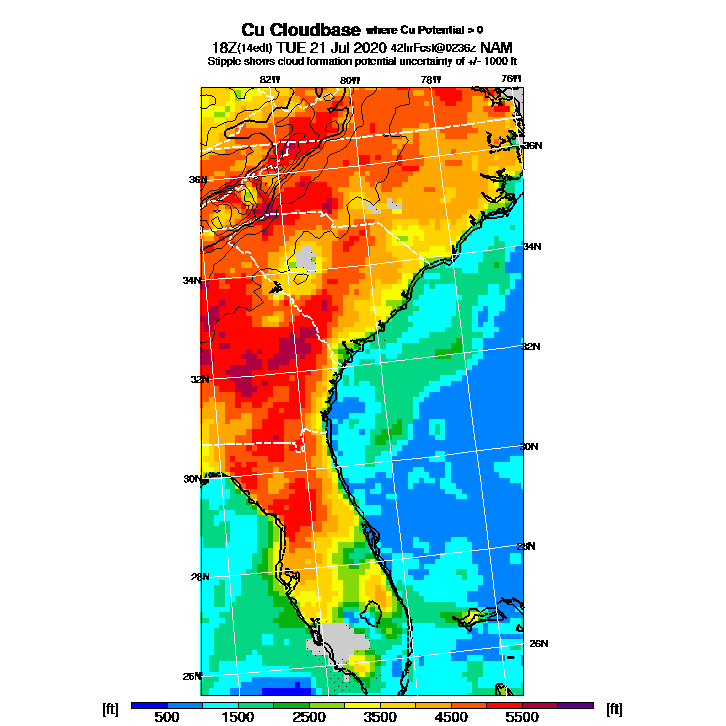 Cu Cloudbase where Cu Potential > 0
18Z(14edt) TUE 21 Jul 2020 42hrFcst@0236z NAM
Stipple shows cloud formation potential uncertainty of +/- 1000 ft
82W 80W 78W 76W
36N
36N
34N
34N
32N
32N
30N
30N
28N
28N
26N
26N
[ft] 500 1500 2500 3500 4500 5500 [ft]